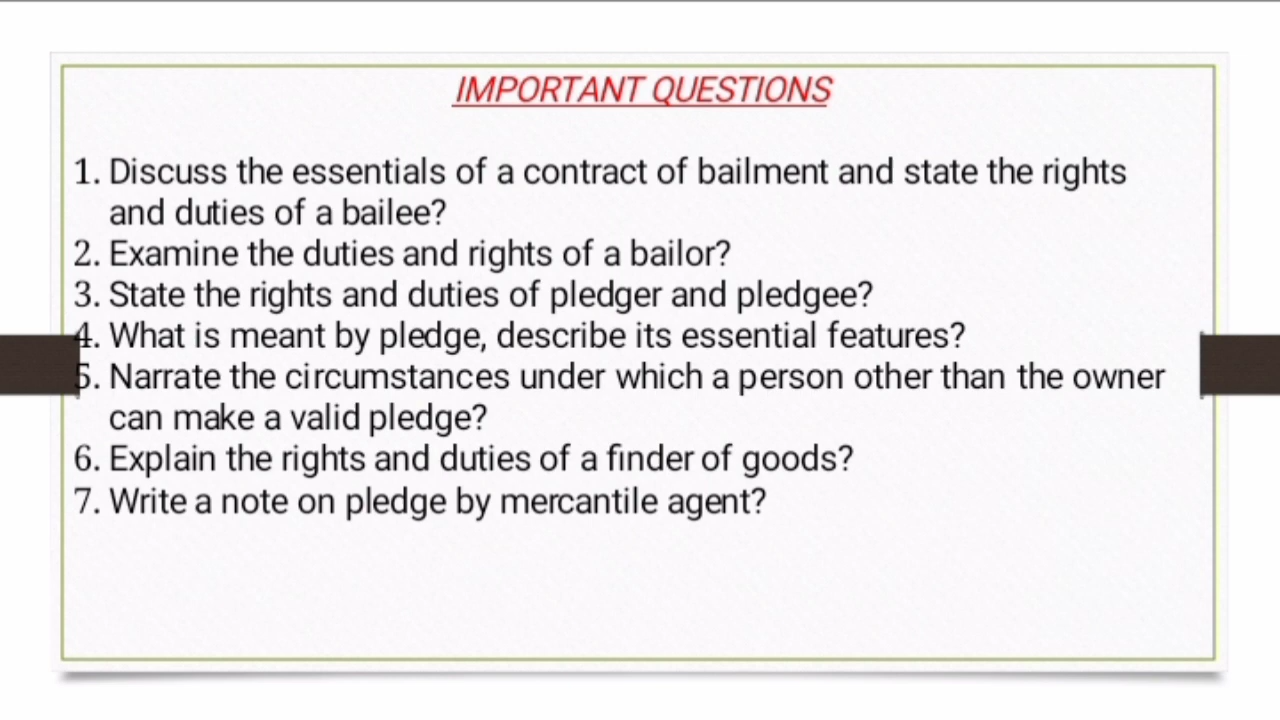 IMPORTANT QUESTIONS
1. Discuss the essentials of a contract of bailment and state the rights
and duties of a bailee?
2. Examine the duties and rights of a bailor?
3. State the rights and duties of pledger and pledgee?
4. What is meant by pledge, describe its essential features?
5. Narrate the circumstances under which a person other than the owner
can make a valid pledge?
6. Explain the rights and duties of a finder of goods?
7. Write a note on pledge by mercantile agent?